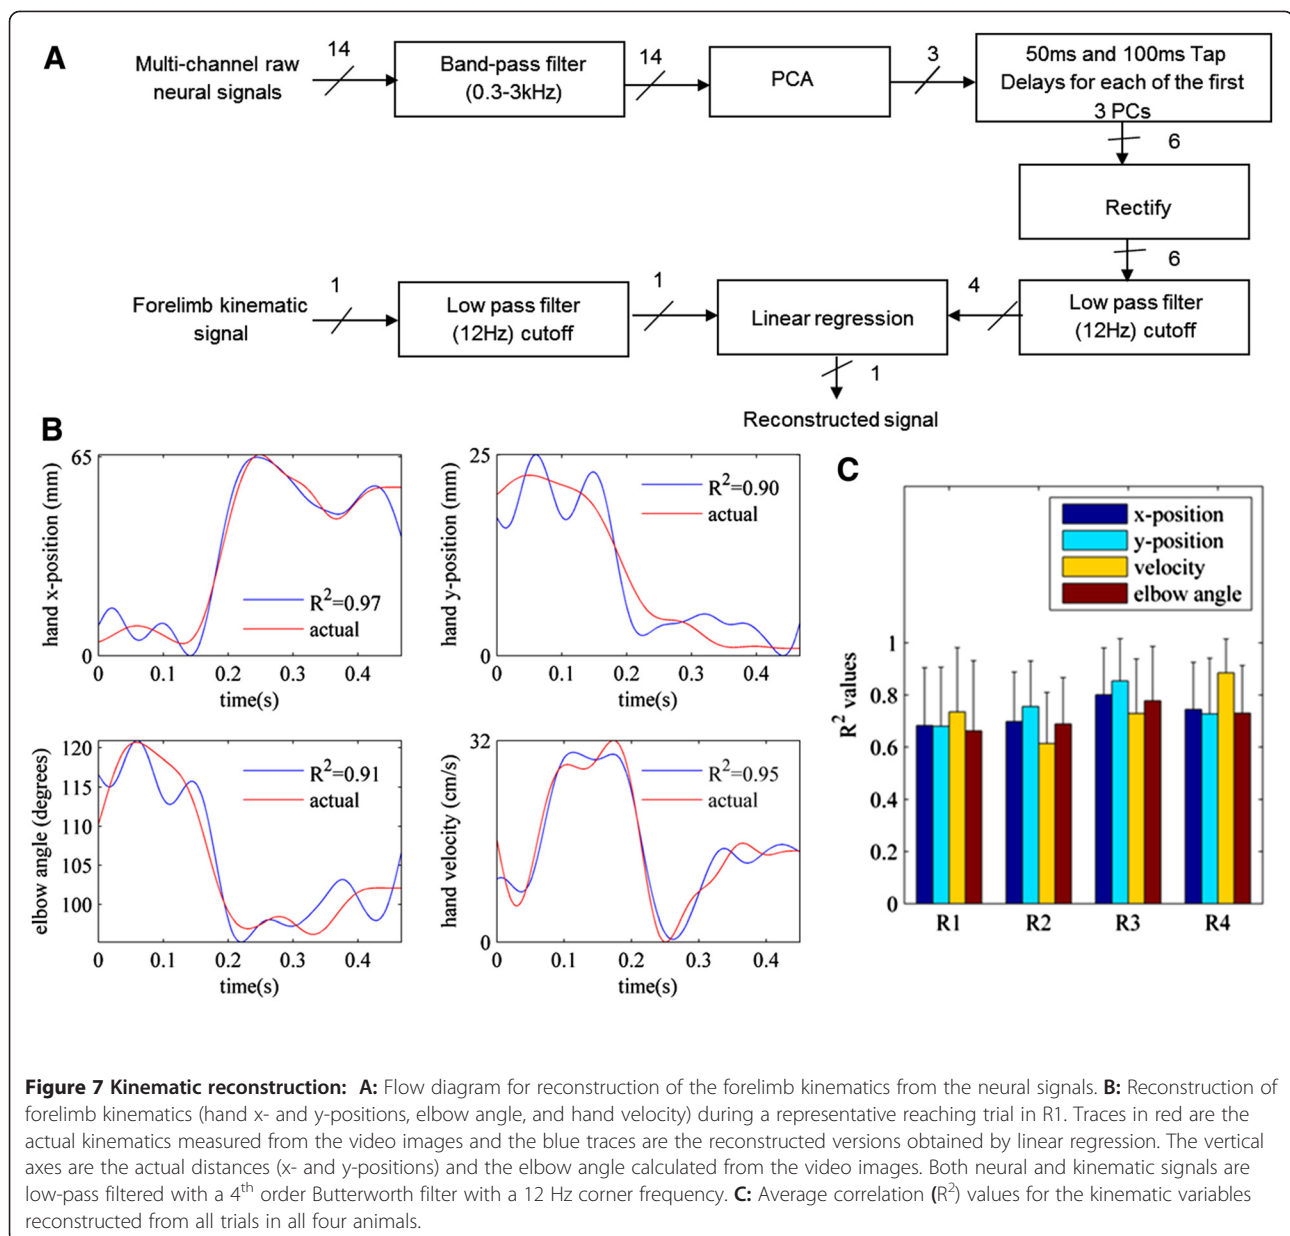 A
Multi-channel raw
neural signals
14
Band-pass filter
(0.3-3kHz)
14
PCA
3
50ms and 100ms Tap
Delays for each of the first
3 PCs
6
Rectify
6
Forelimb kinematic
signal
1
Low pass filter
(12Hz) cutoff
1
Linear regression
4
Low pass filter
(12Hz) cutoff
1
Reconstructed signal
B
hand x-position (mm)
65
0
R²=0.97
actual
0 0.1 0.2 0.3 0.4
time(s)
hand y-position (mm)
25
0
R²=0.90
actual
0 0.1 0.2 0.3 0.4
time(s)
elbow angle (degrees)
120
115
110
105
100
R²=0.91
actual
0 0.1 0.2 0.3 0.4
time(s)
hand velocity (cm/s)
32
0
R²=0.95
actual
0 0.1 0.2 0.3 0.4
time(s)
C
x-position
y-position
velocity
elbow angle
R² values
1
0.8
0.6
0.4
0.2
0
R1 R2 R3 R4
Figure 7 Kinematic reconstruction: A: Flow diagram for reconstruction of the forelimb kinematics from the neural signals. B: Reconstruction of
forelimb kinematics (hand x- and y-positions, elbow angle, and hand velocity) during a representative reaching trial in R1. Traces in red are the
actual kinematics measured from the video images and the blue traces are the reconstructed versions obtained by linear regression. The vertical
axes are the actual distances (x- and y-positions) and the elbow angle calculated from the video images. Both neural and kinematic signals are
low-pass filtered with a 4th order Butterworth filter with a 12 Hz corner frequency. C: Average correlation (R²) values for the kinematic variables
reconstructed from all trials in all four animals.